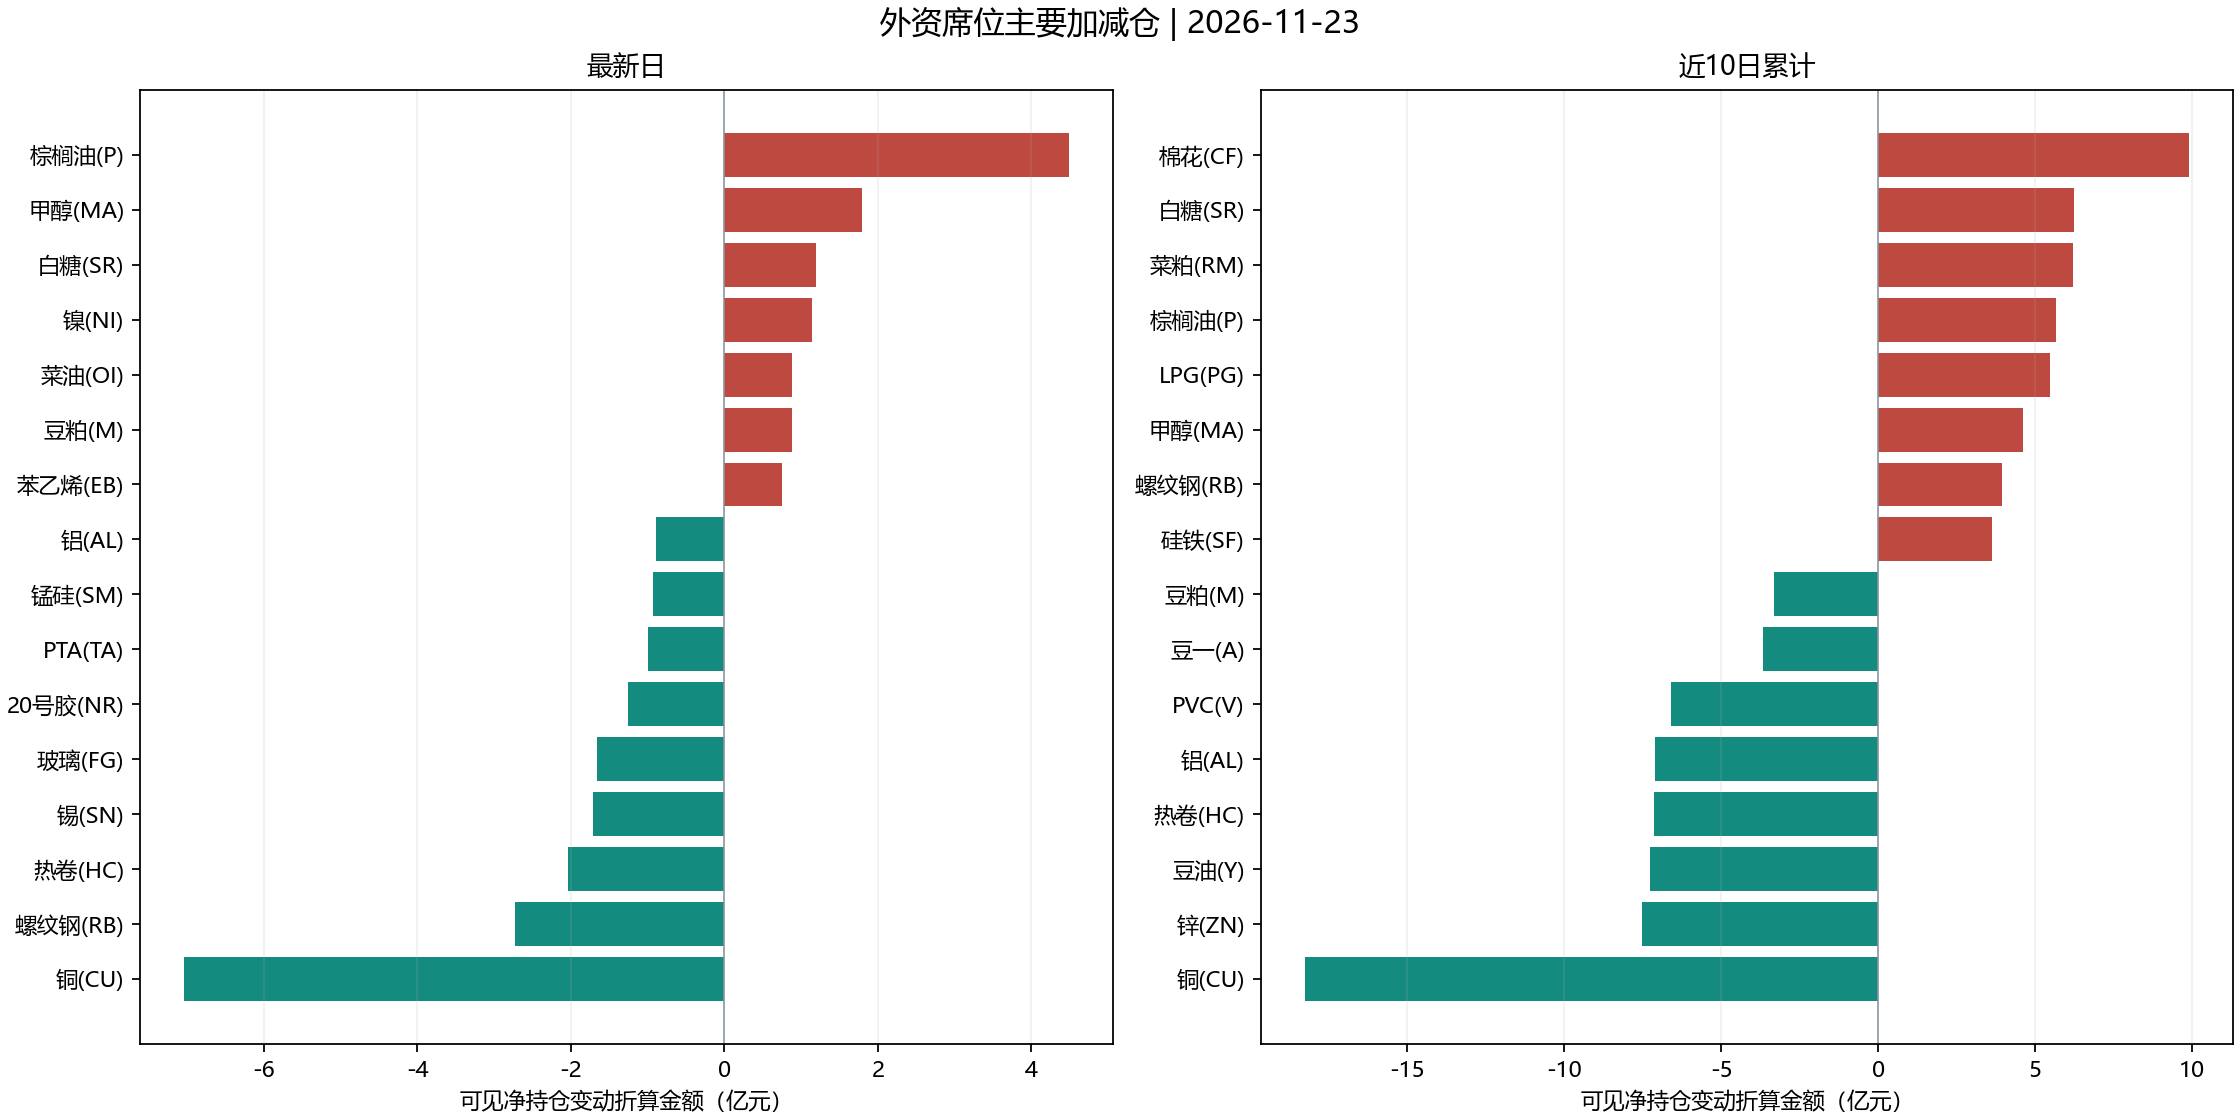 外资席位主要加减仓 | 2026-11-23
最新日
棕榈油(P)
甲醇(MA)
白糖(SR)
镍(NI)
菜油(OI)
豆粕(M)
苯乙烯(EB)
铝(AL)
锰硅(SM)
PTA(TA)
20号胶(NR)
玻璃(FG)
锡(SN)
热卷(HC)
螺纹钢(RB)
铜(CU)
-6 -4 -2 0 2 4
可见净持仓变动折算金额（亿元）
近10日累计
棉花(CF)
白糖(SR)
菜粕(RM)
棕榈油(P)
LPG(PG)
甲醇(MA)
螺纹钢(RB)
硅铁(SF)
豆粕(M)
豆一(A)
PVC(V)
铝(AL)
热卷(HC)
豆油(Y)
锌(ZN)
铜(CU)
-15 -10 -5 0 5 10
可见净持仓变动折算金额（亿元）